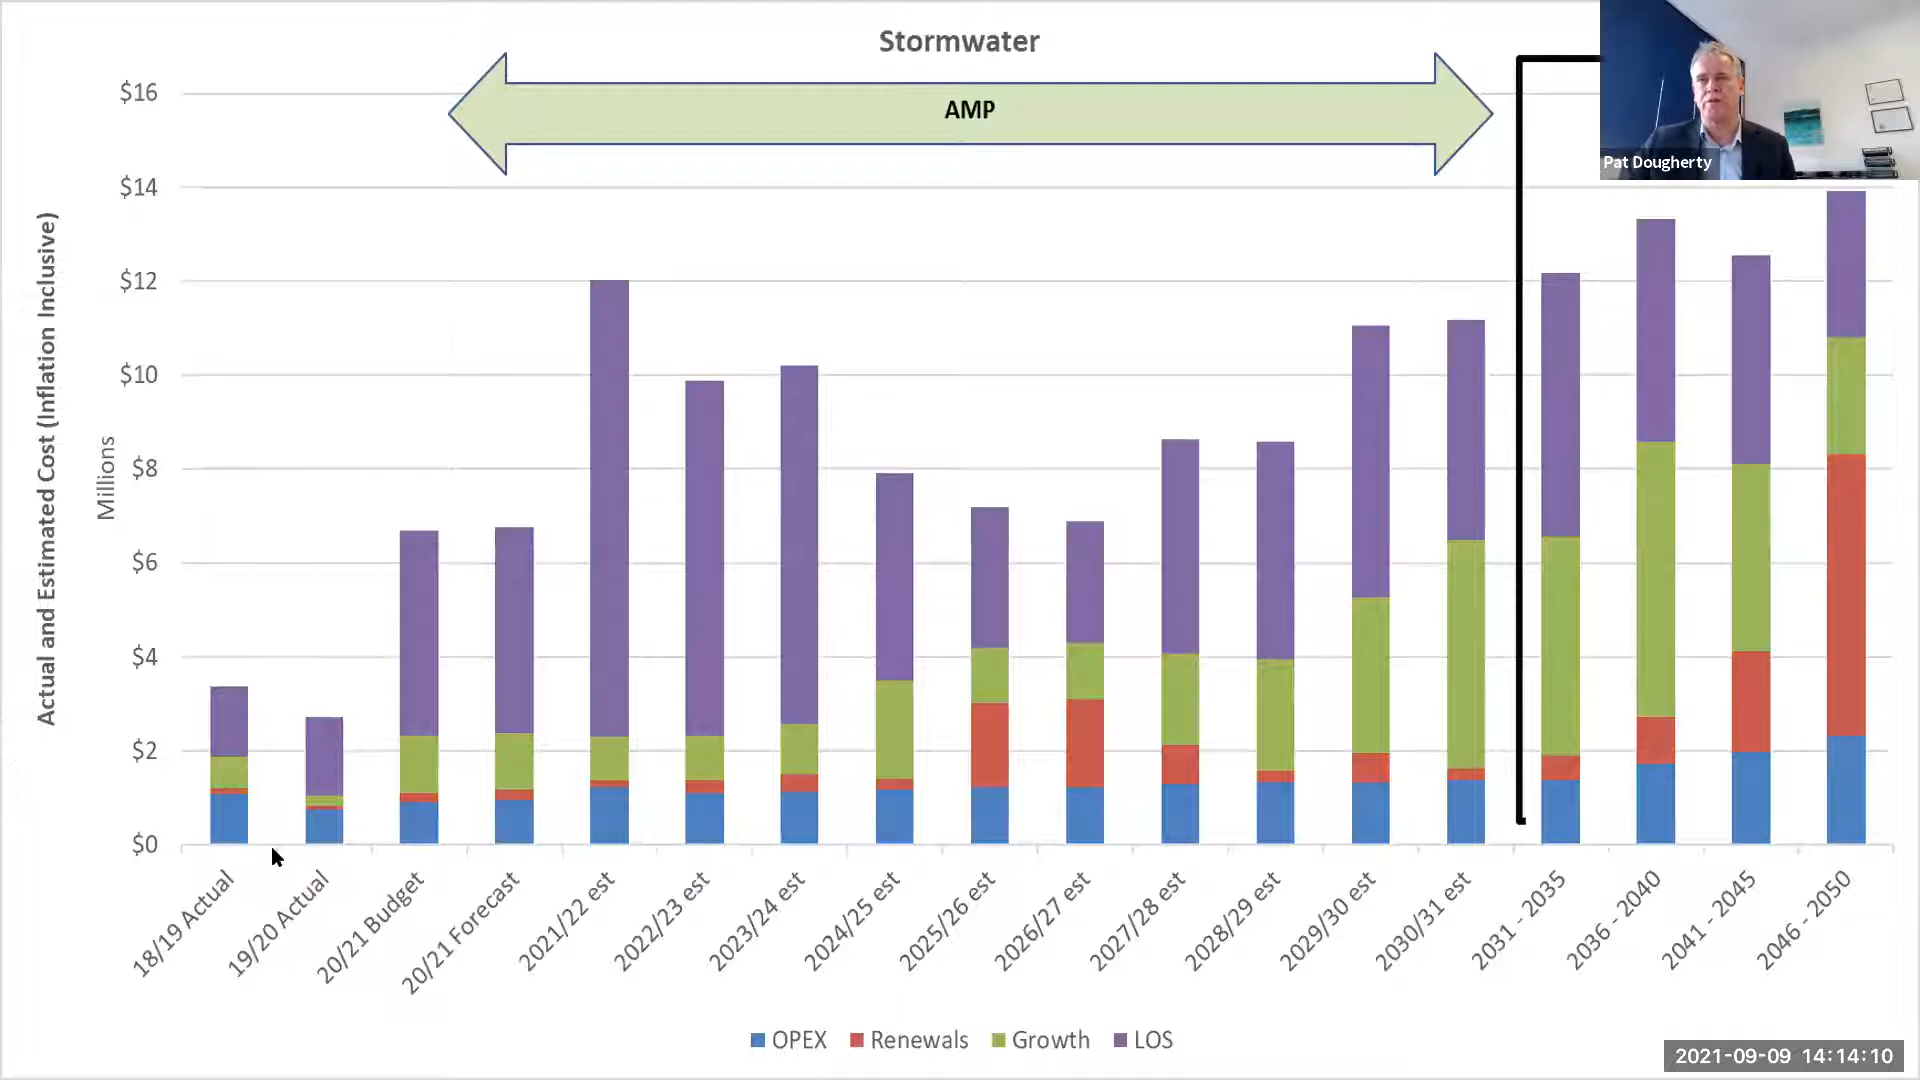 Stormwater
AMP
Pat Dougherty
Actual and Estimated Cost (Inflation Inclusive)
Millions
$16
$14
$12
$10
$8
$6
$4
$2
$0
18/19 Actual
19/20 Actual
20/21 Budget
20/21 Forecast
2021/22 est
2022/23 est
2023/24 est
2024/25 est
2025/26 est
2026/27 est
2027/28 est
2028/29 est
2029/30 est
2030/31 est
2031 - 2035
2036 - 2040
2041 - 2045
2046 - 2050
OPEX Renewals Growth LOS
2021-09-09 14:14:10